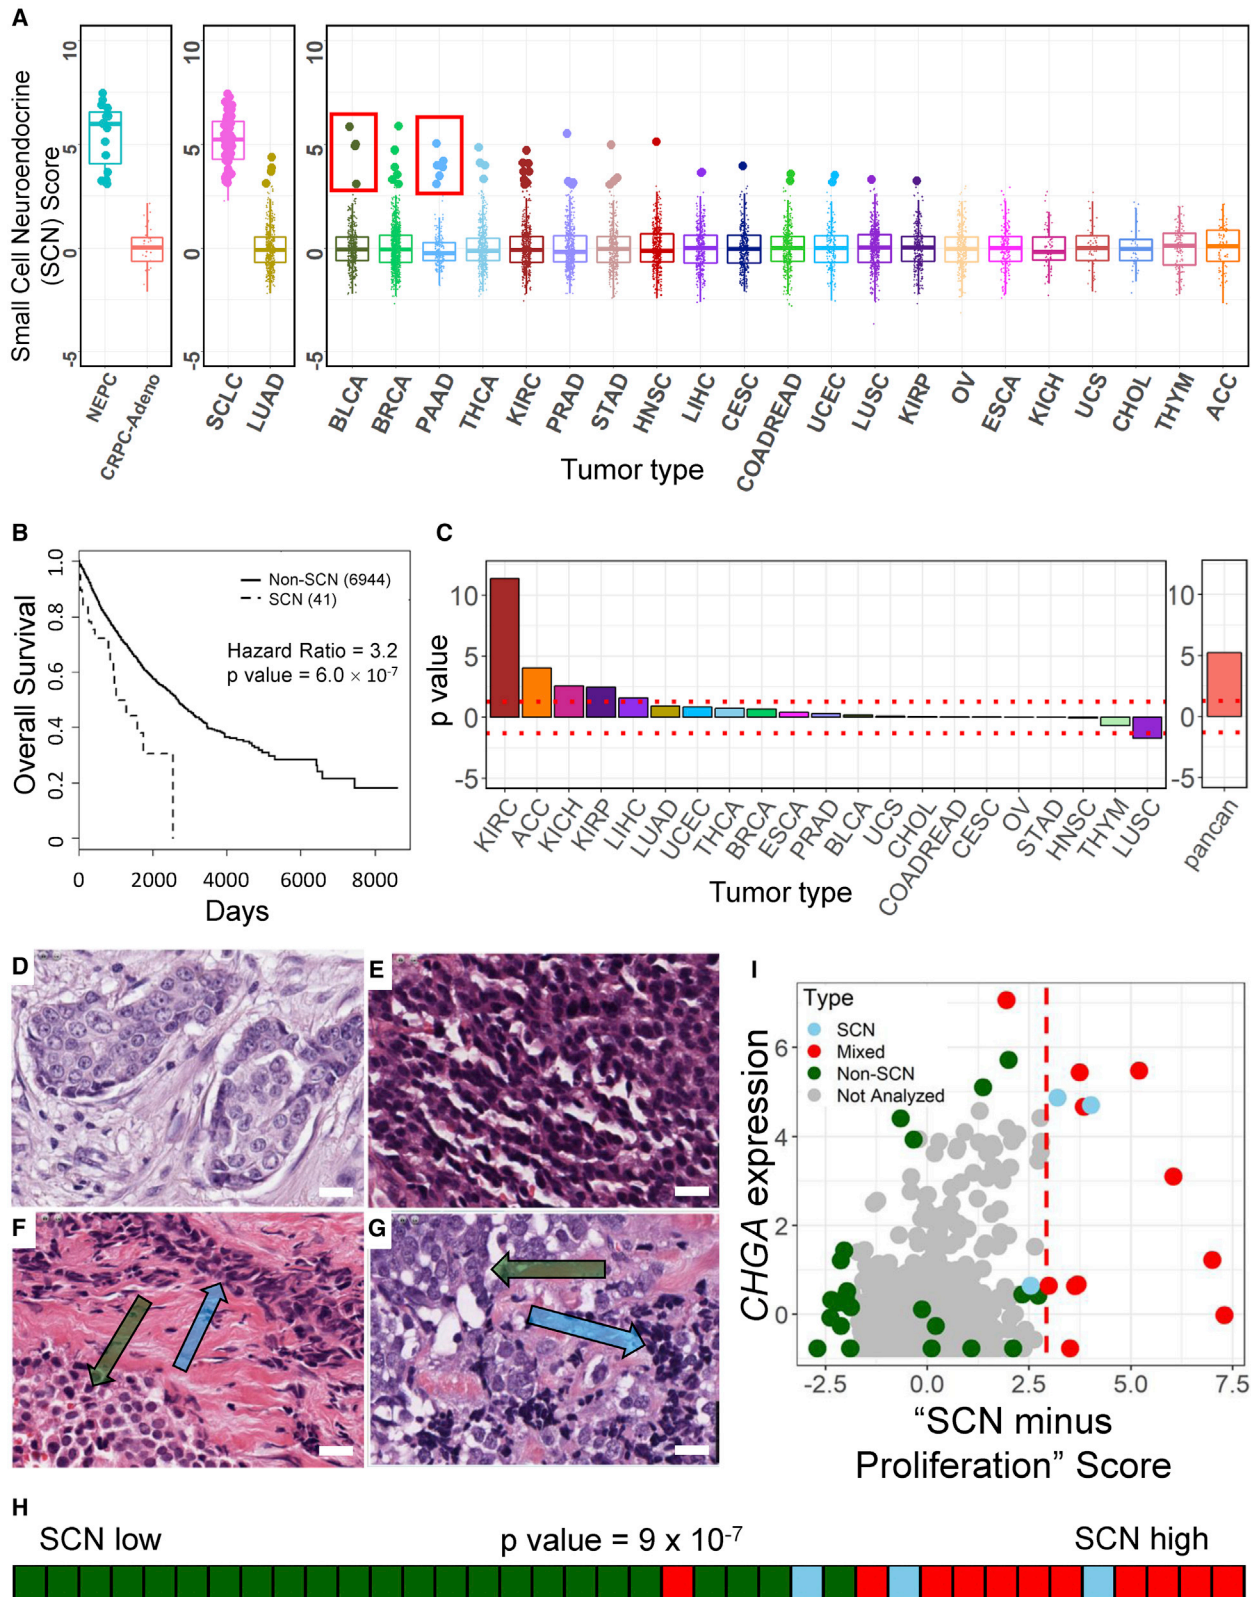 A
Small Cell Neuroendocrine
(SCN) Score
10
5
0
-5
10
5
0
-5
10
5
0
-5
NEPC
CRPC-Adeno
SCLC
LUAD
BLCA
BRCA
PAAD
THCA
KIRC
PRAD
STAD
HNSC
LIHC
CESC
COADREAD
UCEC
LUSC
KIRP
OV
ESCA
KICH
UCS
CHOL
THYM
ACC
Tumor type
B
Overall Survival
1.0
0.8
0.6
0.4
0.2
0
Non-SCN (6944)
SCN (41)
Hazard Ratio = 3.2
p value = 6.0 × 10⁻⁷
0 2000 4000 6000 8000
Days
C
p value
10
5
0
-5
10
5
0
-5
KIRC
ACC
KICH
KIRP
LIHC
LUAD
UCEC
THCA
BRCA
ESCA
PRAD
BLCA
UCS
CHOL
COADREAD
CESC
OV
STAD
HNSC
THYM
LUSC
pancan
Tumor type
D
E
F
G
I
CHGA expression
6
4
2
0
Type
SCN
Mixed
Non-SCN
Not Analyzed
-2.5 0.0 2.5 5.0 7.5
“SCN minus
Proliferation” Score
H
SCN low p value = 9 x 10⁻⁷ SCN high